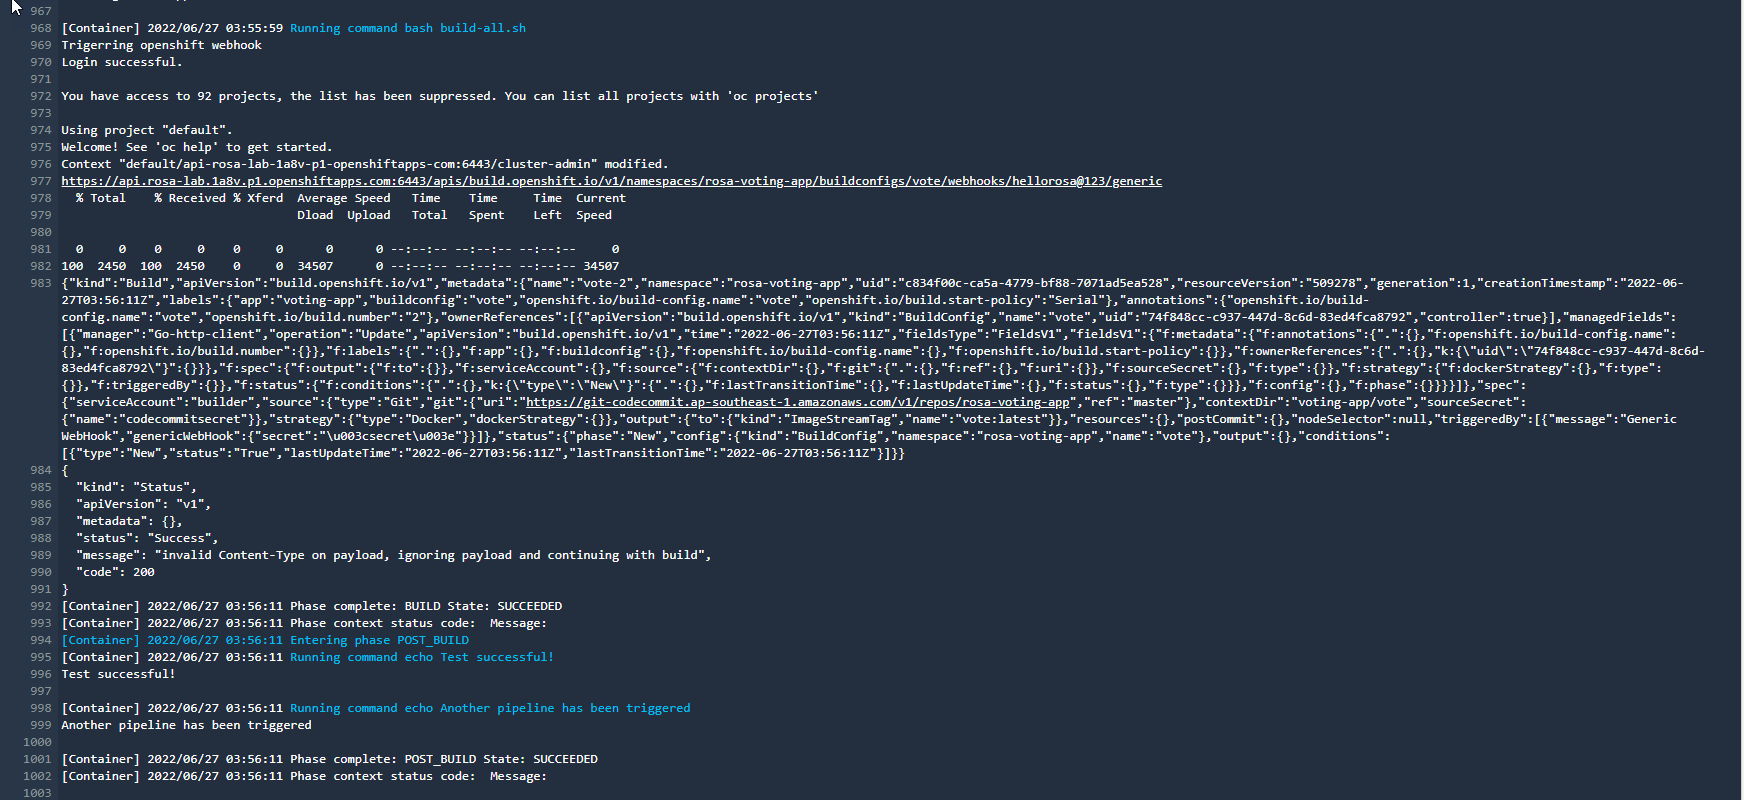 967
968 [Container] 2022/06/27 03:55:59 Running command bash build-all.sh
969 Trigerring openshift webhook
970 Login successful.
971
972 You have access to 92 projects, the list has been suppressed. You can list all projects with 'oc projects'
973
974 Using project "default".
975 Welcome! See 'oc help' to get started.
976 Context "default/api-rosa-lab-1a8v-p1-openshiftapps-com:6443/cluster-admin" modified.
977 https://api.rosa-lab.1a8v.p1.openshiftapps.com:6443/apis/build.openshift.io/v1/namespaces/rosa-voting-app/buildconfigs/vote/webhooks/hellorosa@123/generic
978   % Total    % Received % Xferd  Average Speed   Time    Time     Time  Current
979                                  Dload  Upload   Total   Spent    Left  Speed
980
981   0     0    0     0    0     0      0      0 --:--:-- --:--:-- --:--:--     0
982 100  2450  100  2450    0     0  34507      0 --:--:-- --:--:-- --:--:-- 34507
983 {"kind":"Build","apiVersion":"build.openshift.io/v1","metadata":{"name":"vote-2","namespace":"rosa-voting-app","uid":"c834f00c-ca5a-4779-bf88-7071ad5ea528","resourceVersion":"509278","generation":1,"creationTimestamp":"2022-06-
27T03:56:11Z","labels":{"app":"voting-app","buildconfig":"vote","openshift.io/build-config.name":"vote","openshift.io/build.start-policy":"Serial"},"annotations":{"openshift.io/build-
config.name":"vote","openshift.io/build.number":"2"},"ownerReferences":[{"apiVersion":"build.openshift.io/v1","kind":"BuildConfig","name":"vote","uid":"74f848cc-c937-447d-8c6d-83ed4fca8792","controller":true}],"managedFields":
[{"manager":"Go-http-client","operation":"Update","apiVersion":"build.openshift.io/v1","time":"2022-06-27T03:56:11Z","fieldsType":"FieldsV1","fieldsV1":{"f:metadata":{"f:annotations":{".":{},"f:openshift.io/build-config.name":
{},"f:openshift.io/build.number":{}},"f:labels":{".":{},"f:app":{},"f:buildconfig":{},"f:openshift.io/build-config.name":{},"f:openshift.io/build.start-policy":{}},"f:ownerReferences":{".":{},"k:{\"uid\":\"74f848cc-c937-447d-8c6d-
83ed4fca8792\"}":{}}},"f:spec":{"f:output":{"f:to":{}},"f:serviceAccount":{},"f:source":{"f:contextDir":{},"f:git":{".":{},"f:ref":{},"f:uri":{}},"f:sourceSecret":{},"f:type":{}},"f:strategy":{"f:dockerStrategy":{},"f:type":
{}},"f:triggeredBy":{}},"f:status":{"f:conditions":{".":{},"k:{\"type\":\"New\"}":{".":{},"f:lastTransitionTime":{},"f:lastUpdateTime":{},"f:status":{},"f:type":{}}},"f:config":{},"f:phase":{}}}}]},"spec":
{"serviceAccount":"builder","source":{"type":"Git","git":{"uri":"https://git-codecommit.ap-southeast-1.amazonaws.com/v1/repos/rosa-voting-app","ref":"master"},"contextDir":"voting-app/vote","sourceSecret":
{"name":"codecommitsecret"}},"strategy":{"type":"Docker","dockerStrategy":{}},"output":{"to":{"kind":"ImageStreamTag","name":"vote:latest"}},"resources":{},"postCommit":{},"nodeSelector":null,"triggeredBy":[{"message":"Generic
WebHook","genericWebHook":{"secret":"\u003csecret\u003e"}}]},"status":{"phase":"New","config":{"kind":"BuildConfig","namespace":"rosa-voting-app","name":"vote"},"output":{},"conditions":
[{"type":"New","status":"True","lastUpdateTime":"2022-06-27T03:56:11Z","lastTransitionTime":"2022-06-27T03:56:11Z"}]}}
984 {
985   "kind": "Status",
986   "apiVersion": "v1",
987   "metadata": {},
988   "status": "Success",
989   "message": "invalid Content-Type on payload, ignoring payload and continuing with build",
990   "code": 200
991 }
992 [Container] 2022/06/27 03:56:11 Phase complete: BUILD State: SUCCEEDED
993 [Container] 2022/06/27 03:56:11 Phase context status code:  Message:
994 [Container] 2022/06/27 03:56:11 Entering phase POST_BUILD
995 [Container] 2022/06/27 03:56:11 Running command echo Test successful!
996 Test successful!
997
998 [Container] 2022/06/27 03:56:11 Running command echo Another pipeline has been triggered
999 Another pipeline has been triggered
1000
1001 [Container] 2022/06/27 03:56:11 Phase complete: POST_BUILD State: SUCCEEDED
1002 [Container] 2022/06/27 03:56:11 Phase context status code:  Message:
1003